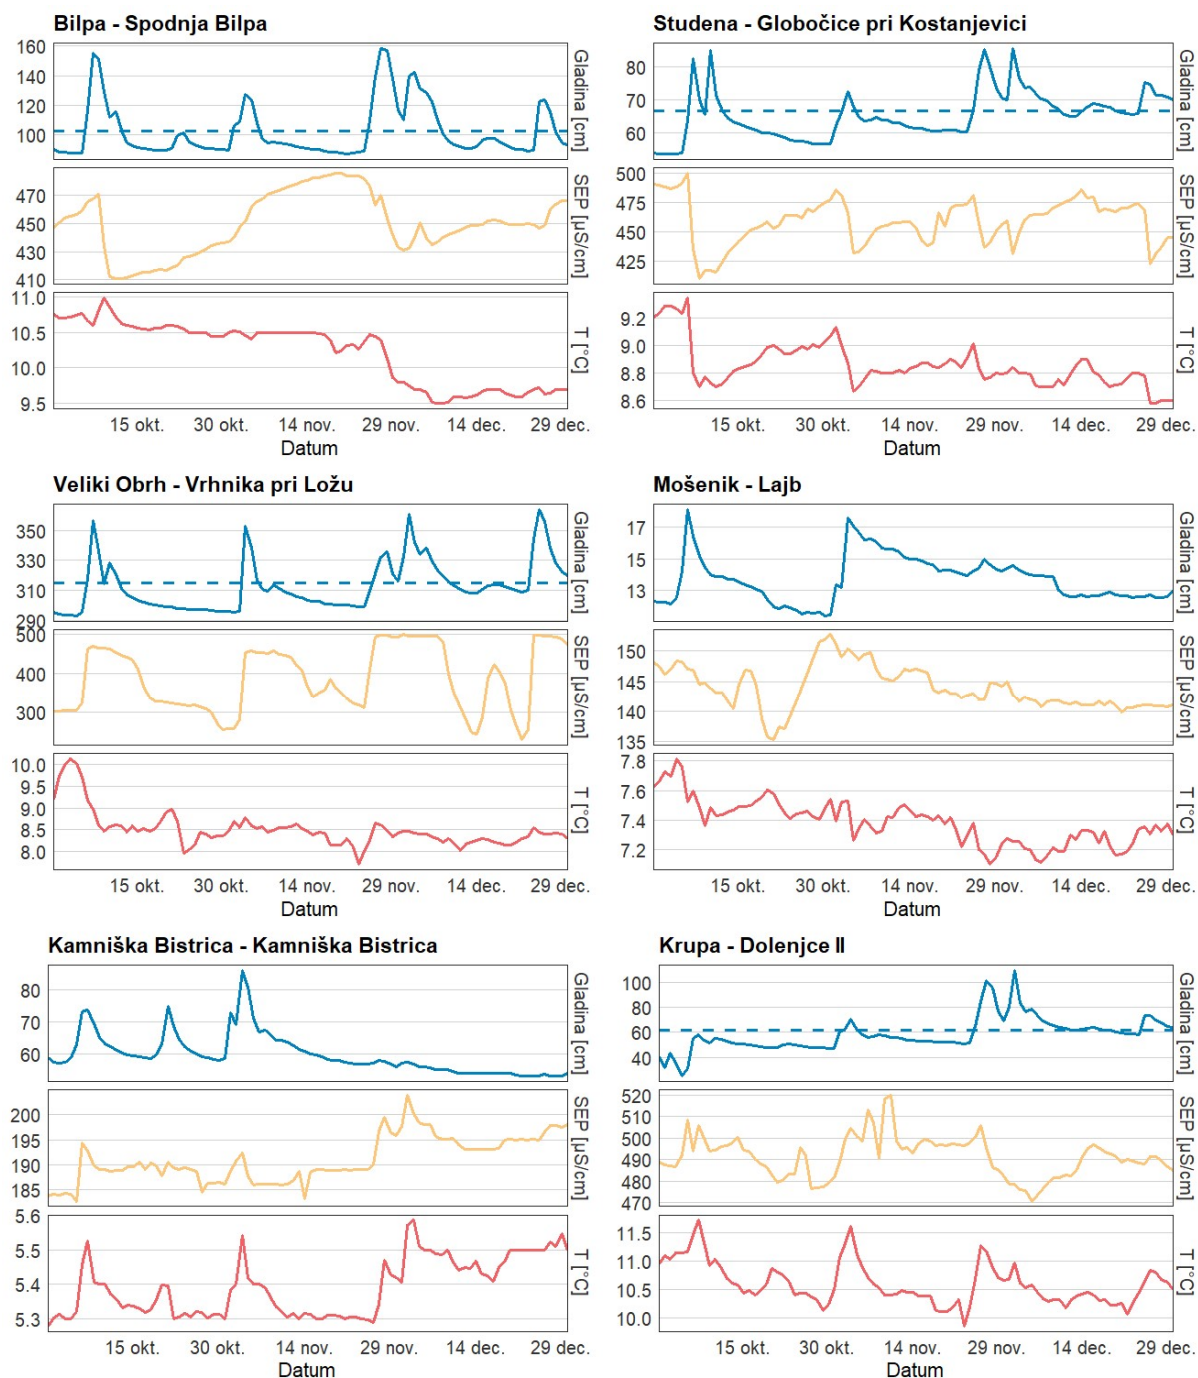 Bilpa - Spodnja Bilpa
160
140
120
100
Gladina [cm]
470
450
430
410
SEP [µS/cm]
11.0
10.5
10.0
9.5
T [°C]
15 okt. 30 okt. 14 nov. 29 nov. 14 dec. 29 dec.
Datum
Studena - Globočice pri Kostanjevici
80
70
60
Gladina [cm]
500
475
450
425
SEP [µS/cm]
9.2
9.0
8.8
8.6
T [°C]
15 okt. 30 okt. 14 nov. 29 nov. 14 dec. 29 dec.
Datum
Veliki Obrh - Vrhnika pri Ložu
350
330
310
290
Gladina [cm]
500
400
300
SEP [µS/cm]
10.0
9.5
9.0
8.5
8.0
T [°C]
15 okt. 30 okt. 14 nov. 29 nov. 14 dec. 29 dec.
Datum
Mošenik - Lajb
17
15
13
Gladina [cm]
150
145
140
135
SEP [µS/cm]
7.8
7.6
7.4
7.2
T [°C]
15 okt. 30 okt. 14 nov. 29 nov. 14 dec. 29 dec.
Datum
Kamniška Bistrica - Kamniška Bistrica
80
70
60
Gladina [cm]
200
195
190
185
SEP [µS/cm]
5.6
5.5
5.4
5.3
T [°C]
15 okt. 30 okt. 14 nov. 29 nov. 14 dec. 29 dec.
Datum
Krupa - Dolenjce II
100
80
60
40
Gladina [cm]
520
510
500
490
480
470
SEP [µS/cm]
11.5
11.0
10.5
10.0
T [°C]
15 okt. 30 okt. 14 nov. 29 nov. 14 dec. 29 dec.
Datum